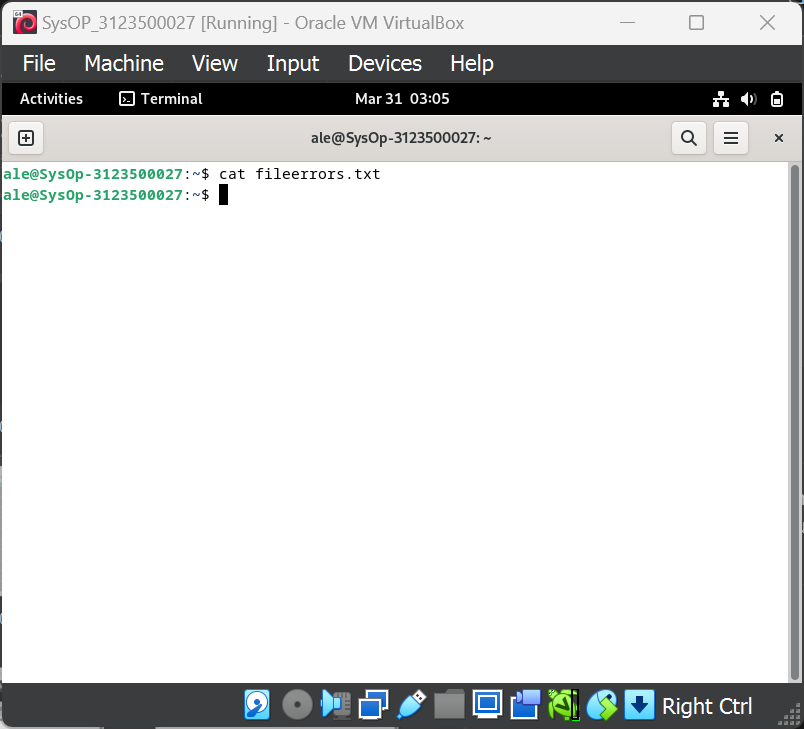 SysOP_3123500027 [Running] - Oracle VM VirtualBox
File Machine View Input Devices Help
Activities Terminal Mar 31 03:05
ale@SysOp-3123500027: ~
ale@SysOp-3123500027:~$ cat fileerrors.txt
ale@SysOp-3123500027:~$
Right Ctrl